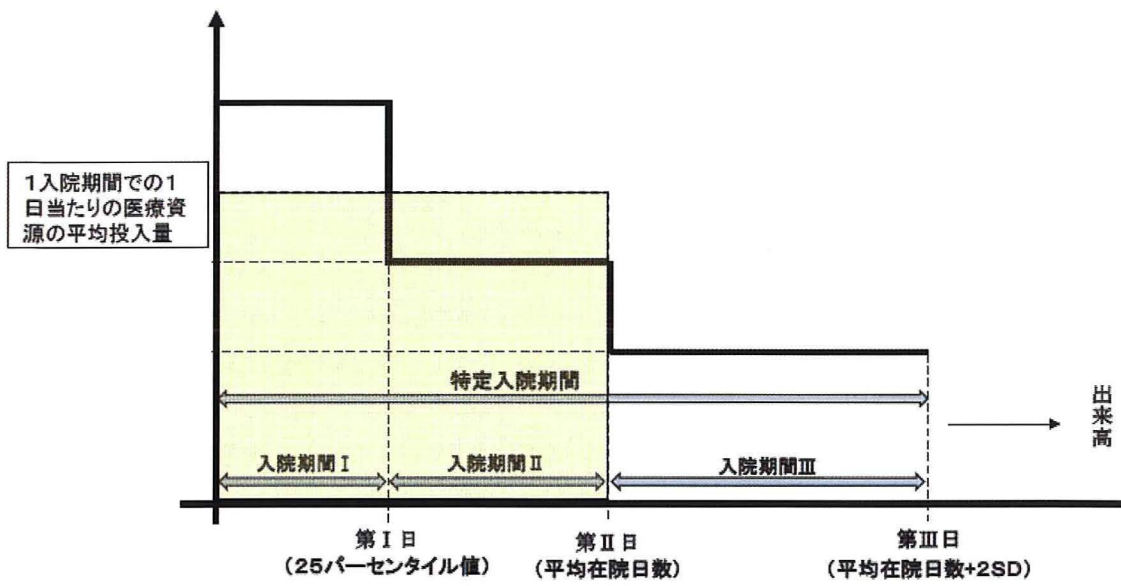 1入院期間での1
日当たりの医療資
源の平均投入量
特定入院期間
出来高
入院期間Ⅰ
入院期間Ⅱ
入院期間Ⅲ
第Ⅰ日
(25パーセンタイル値)
第Ⅱ日
(平均在院日数)
第Ⅲ日
(平均在院日数+2SD)